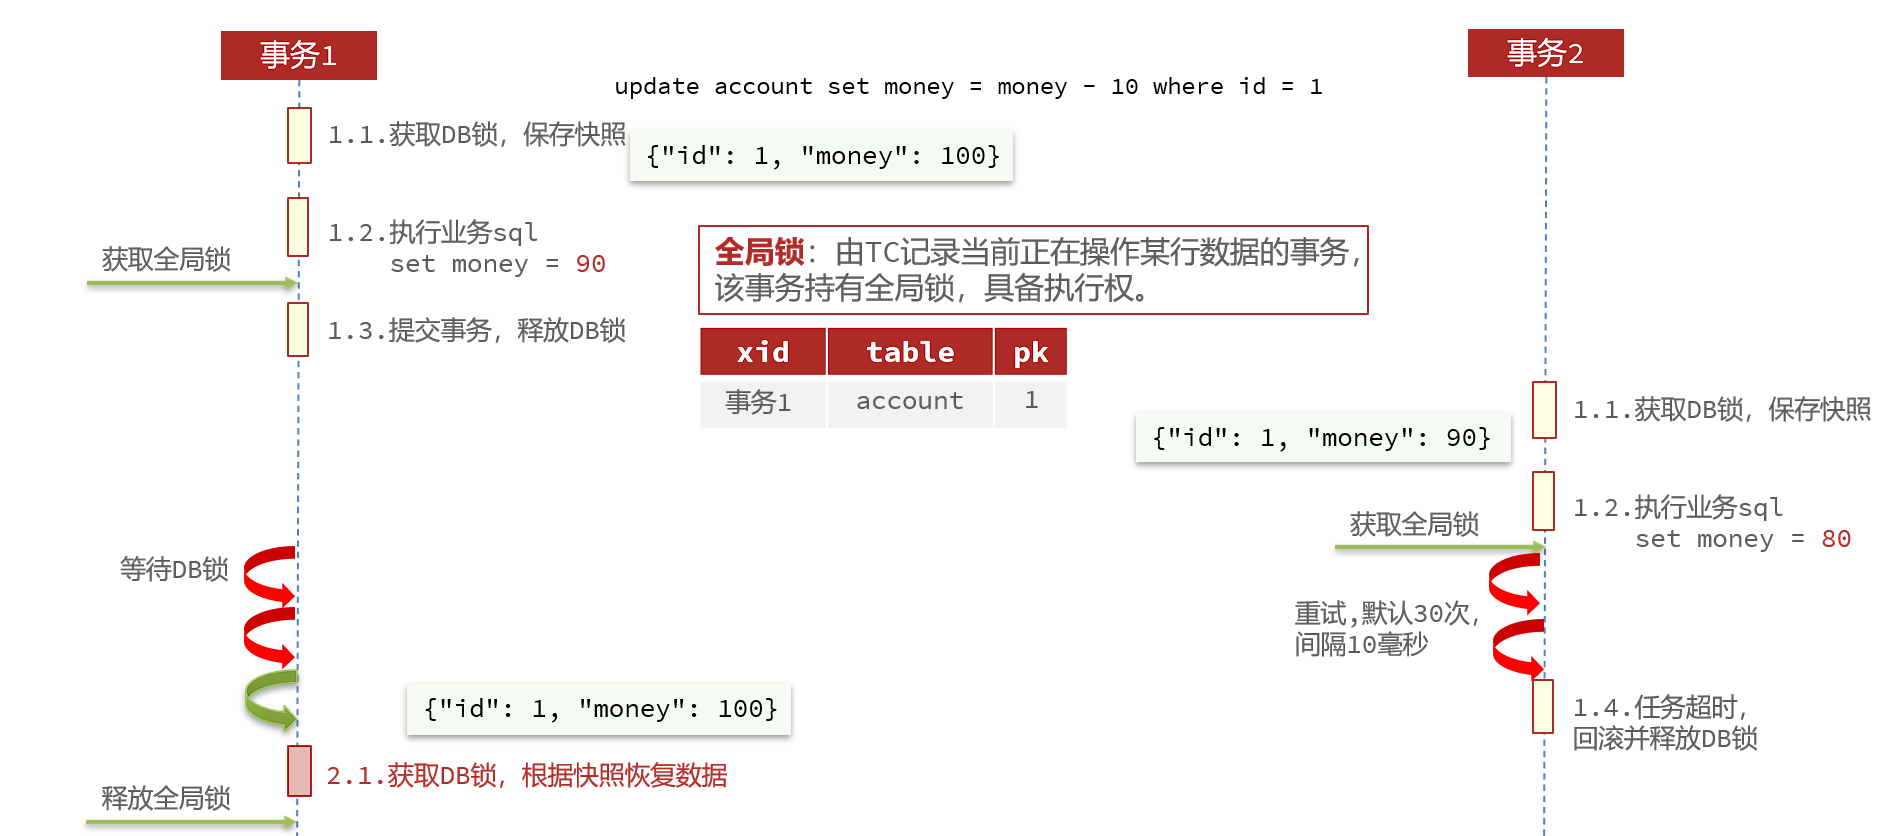 事务1
事务2
update account set money = money - 10 where id = 1
1.1.获取DB锁，保存快照
{"id": 1, "money": 100}
1.2.执行业务sql
set money = 90
获取全局锁
1.3.提交事务，释放DB锁
全局锁：由TC记录当前正在操作某行数据的事务，
该事务持有全局锁，具备执行权。
xid table pk
事务1 account 1
1.1.获取DB锁，保存快照
{"id": 1, "money": 90}
1.2.执行业务sql
set money = 80
获取全局锁
等待DB锁
重试,默认30次，
间隔10毫秒
{"id": 1, "money": 100}
1.4.任务超时，
回滚并释放DB锁
2.1.获取DB锁，根据快照恢复数据
释放全局锁